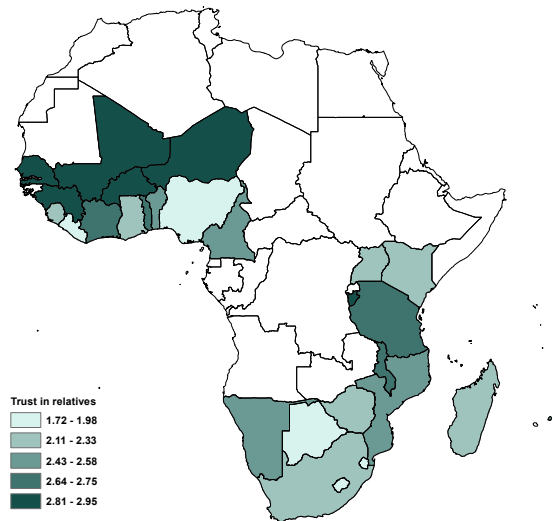 Trust in relatives
1.72 - 1.98
2.11 - 2.33
2.43 - 2.58
2.64 - 2.75
2.81 - 2.95